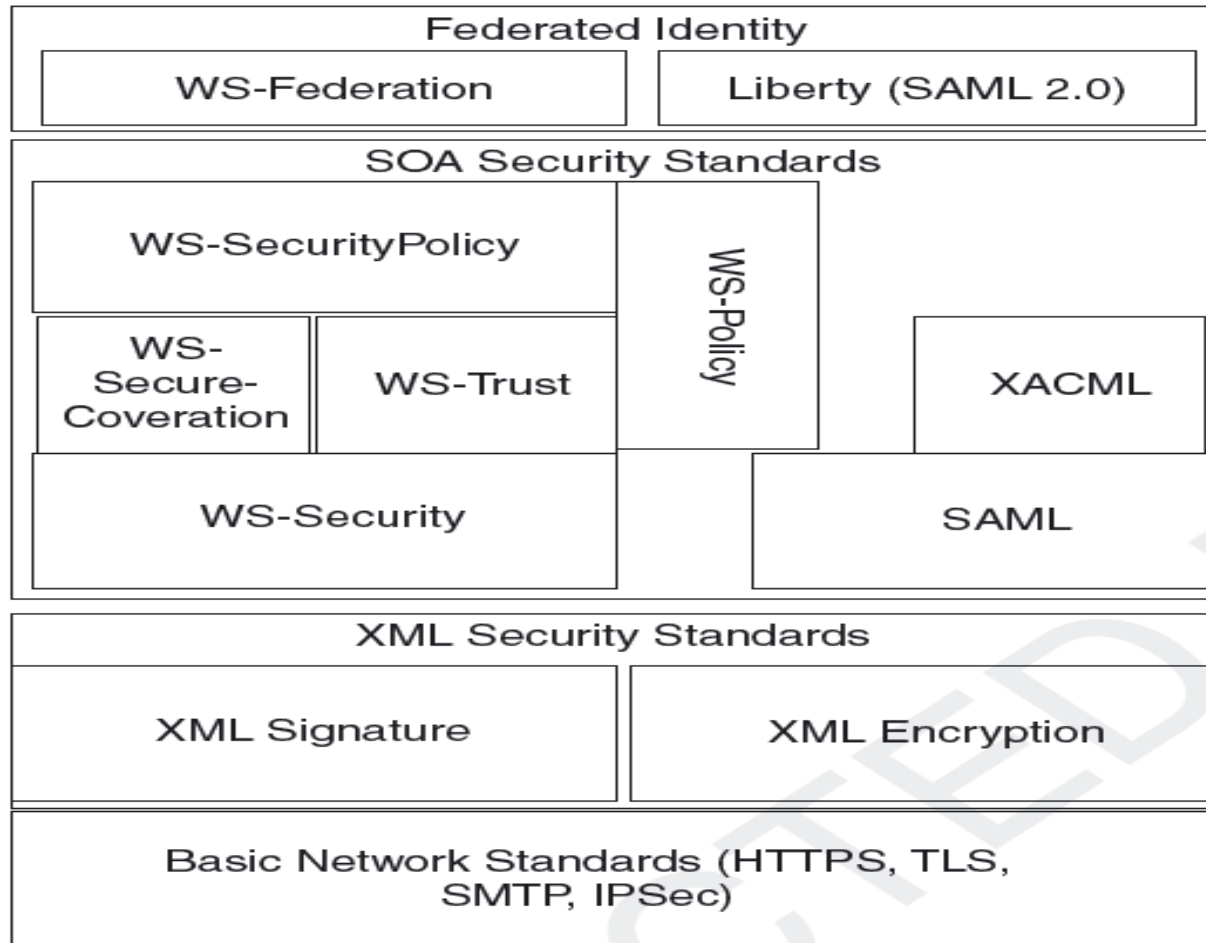 Federated Identity
WS-Federation
Liberty (SAML 2.0)
SOA Security Standards
WS-SecurityPolicy
WS-Policy
WS-
Secure-
Coveration
WS-Trust
XACML
WS-Security
SAML
XML Security Standards
XML Signature
XML Encryption
Basic Network Standards (HTTPS, TLS,
SMTP, IPSec)
CTED